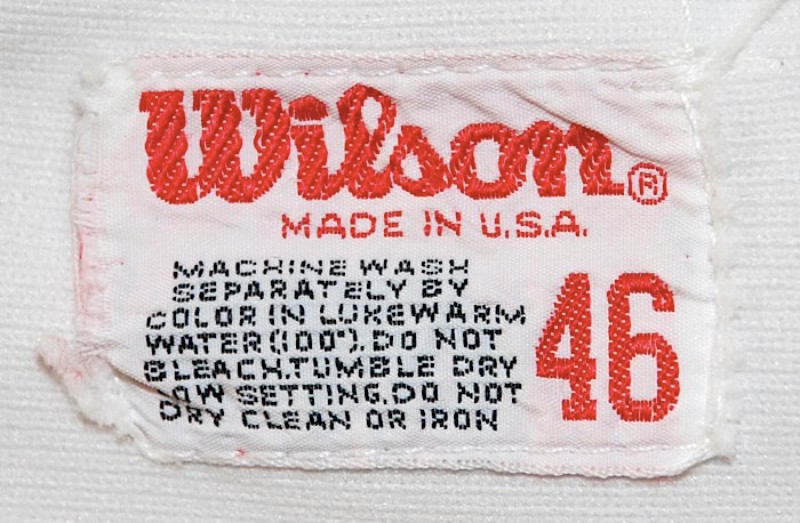 Wilson®
MADE IN U.S.A.
MACHINE WASH
SEPARATELY BY
COLOR IN LUKEWARM
WATER(100°).DO NOT
BLEACH.TUMBLE DRY
LOW SETTING.DO NOT
DRY CLEAN OR IRON
46